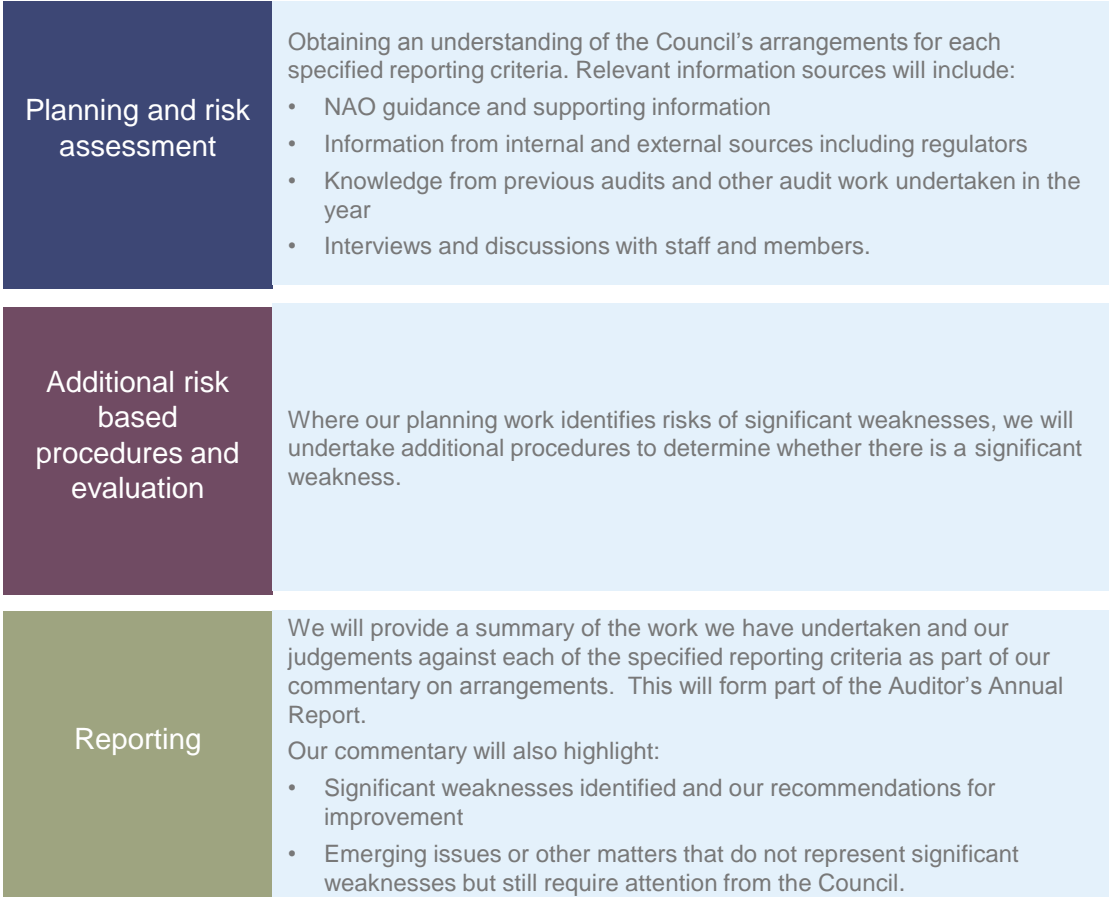 Planning and risk
assessment
Obtaining an understanding of the Council’s arrangements for each
specified reporting criteria. Relevant information sources will include:
• NAO guidance and supporting information
• Information from internal and external sources including regulators
• Knowledge from previous audits and other audit work undertaken in the
year
• Interviews and discussions with staff and members.
Additional risk
based
procedures and
evaluation
Where our planning work identifies risks of significant weaknesses, we will
undertake additional procedures to determine whether there is a significant
weakness.
Reporting
We will provide a summary of the work we have undertaken and our
judgements against each of the specified reporting criteria as part of our
commentary on arrangements.  This will form part of the Auditor’s Annual
Report.
Our commentary will also highlight:
• Significant weaknesses identified and our recommendations for
improvement
• Emerging issues or other matters that do not represent significant
weaknesses but still require attention from the Council.